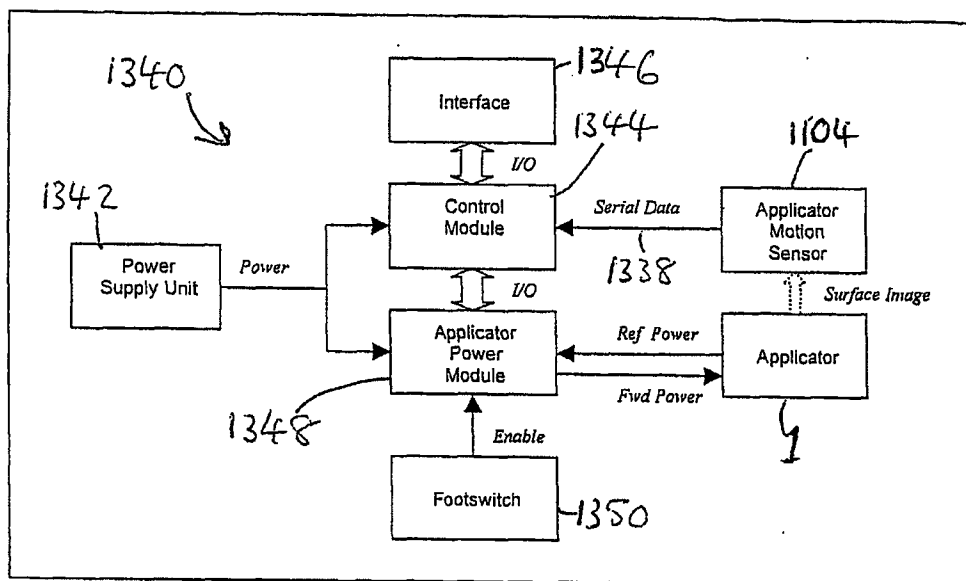 1340
1346
Interface
1344
I/O
1104
1342
Control
Module
Serial Data
1338
Applicator
Motion
Sensor
Power
Supply Unit
Power
I/O
Surface Image
Applicator
Power
Module
Ref Power
Fwd Power
Applicator
1348
Enable
1
Footswitch
1350